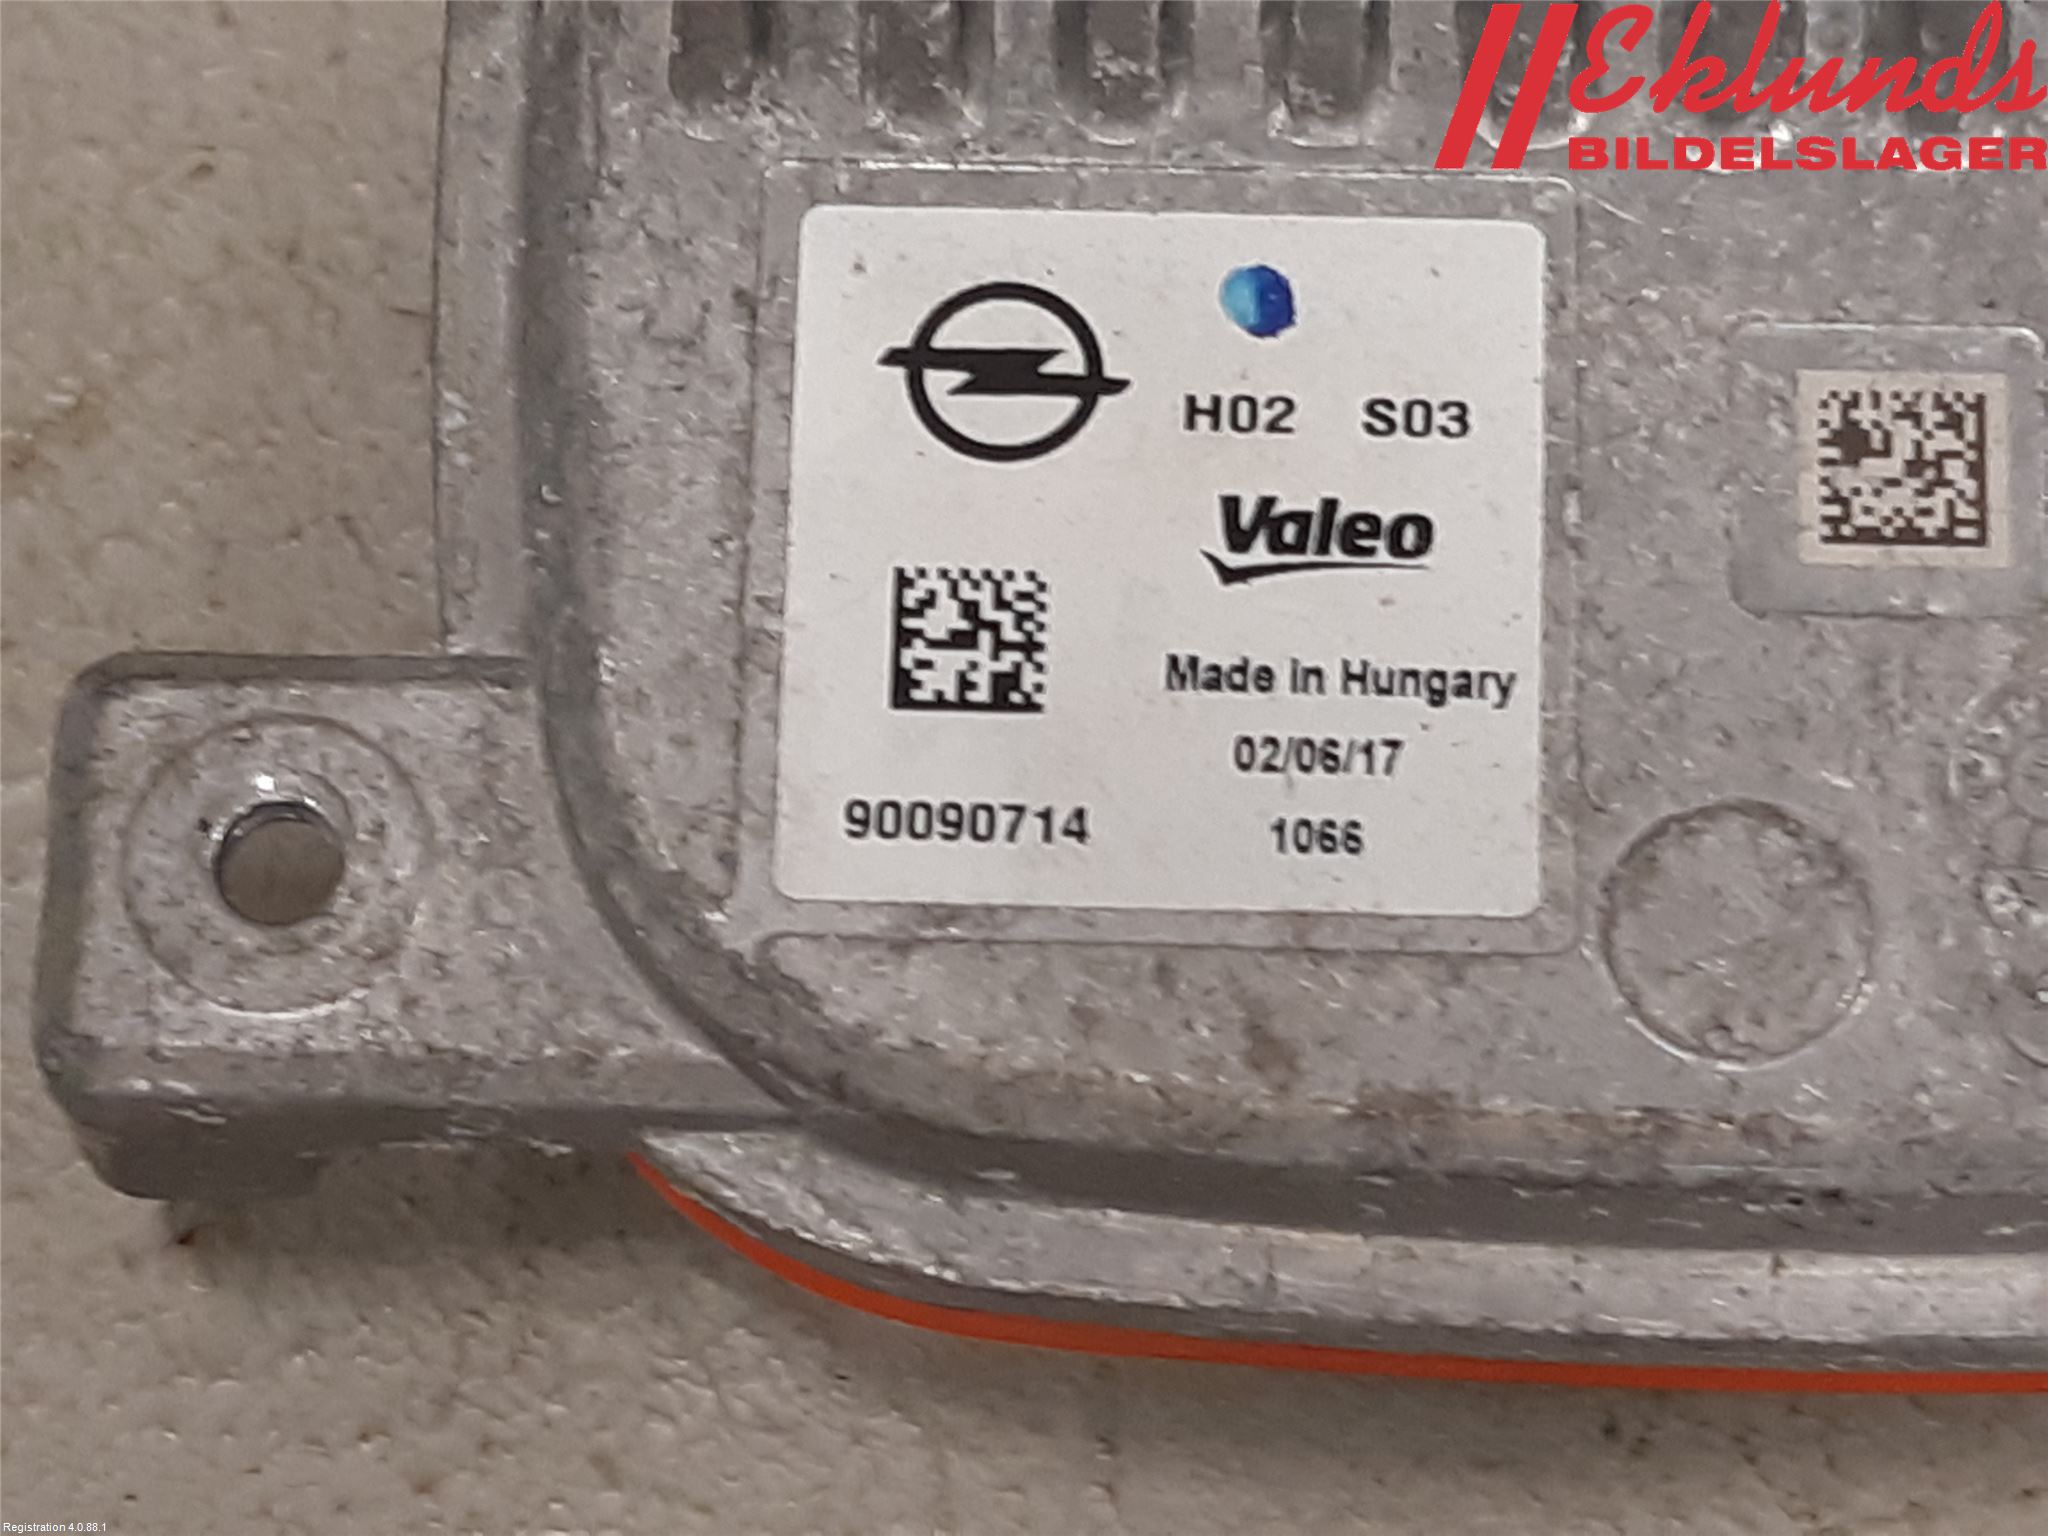 Eklunds
BILDELSLAGER
H02 S03
Valeo
Made in Hungary
02/06/17
90090714
1066
Registration 4.0.88.1